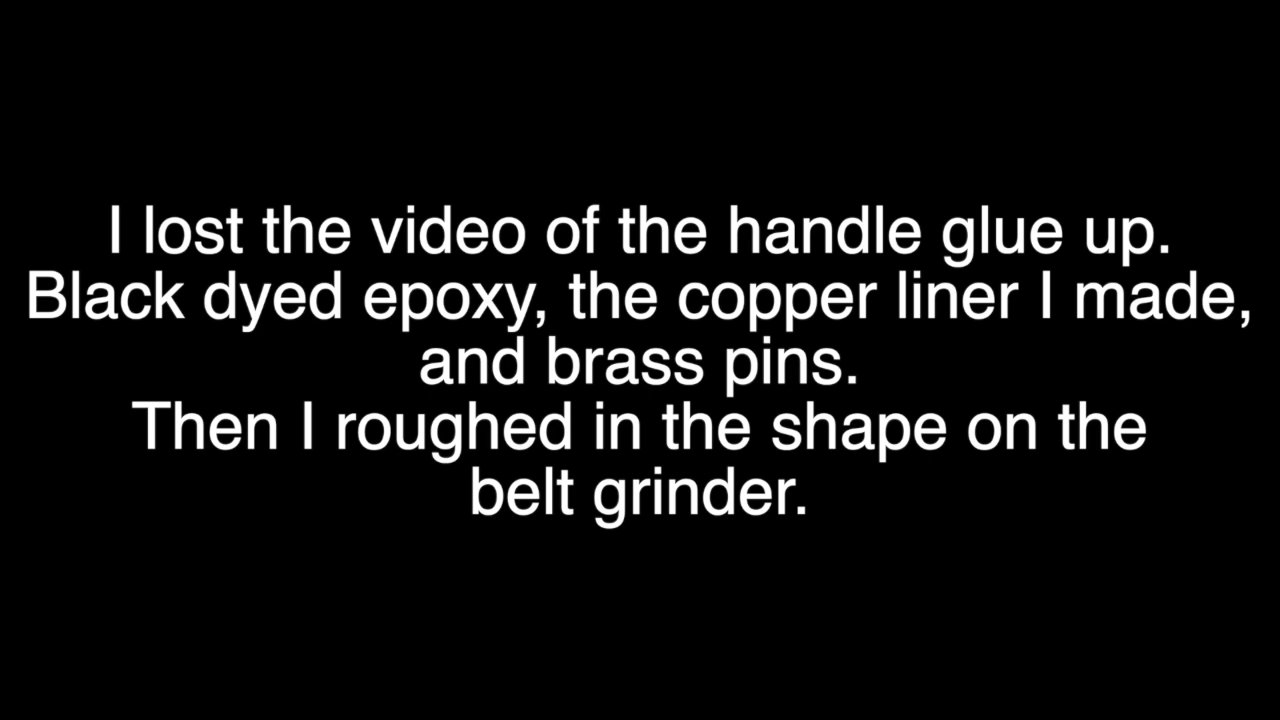 I lost the video of the handle glue up.
Black dyed epoxy, the copper liner I made,
and brass pins.
Then I roughed in the shape on the
belt grinder.